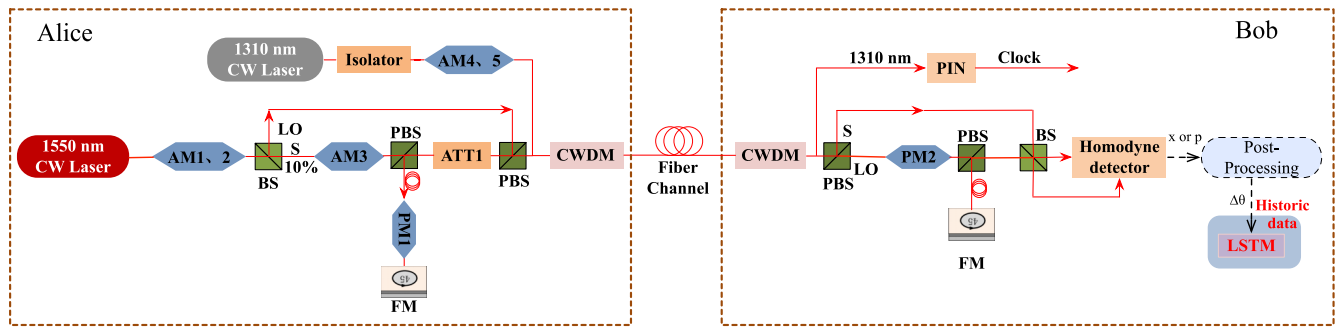 Alice
Bob
1310 nm
CW Laser
Isolator
AM4、5
1550 nm
CW Laser
AM1、2
BS
LO
S
10%
AM3
PBS
ATT1
PBS
PM1
45
FM
CWDM
Fiber
Channel
CWDM
1310 nm
PIN
Clock
S
LO
PBS
PM2
PBS
45
FM
BS
Homodyne
detector
x or p
Post-
Processing
Δθ
Historic
data
LSTM